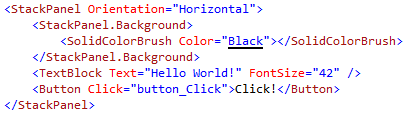 <StackPanel Orientation="Horizontal">
<StackPanel.Background>
<SolidColorBrush Color="Black"></SolidColorBrush>
</StackPanel.Background>
<TextBlock Text="Hello World!" FontSize="42" />
<Button Click="button_Click">Click!</Button>
</StackPanel>